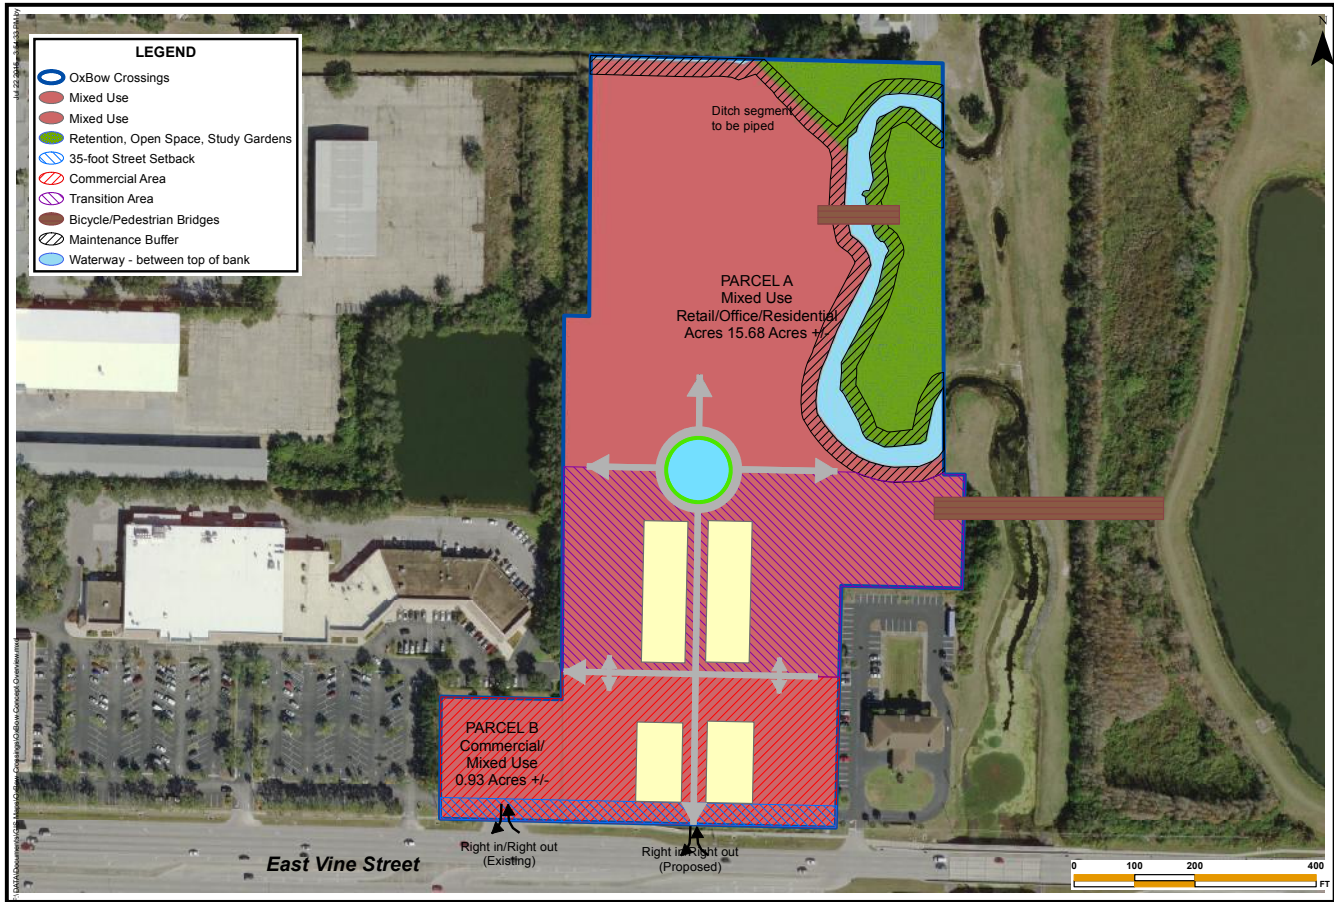 LEGEND
OxBow Crossings
Mixed Use
Mixed Use
Retention, Open Space, Study Gardens
35-foot Street Setback
Commercial Area
Transition Area
Bicycle/Pedestrian Bridges
Maintenance Buffer
Waterway - between top of bank
N
Ditch segment
to be piped
PARCEL A
Mixed Use
Retail/Office/Residential
Acres 15.68 Acres +/-
PARCEL B
Commercial/
Mixed Use
0.93 Acres +/-
Right in/Right out
(Existing)
Right in/Right out
(Proposed)
East Vine Street
0 100 200 400
FT